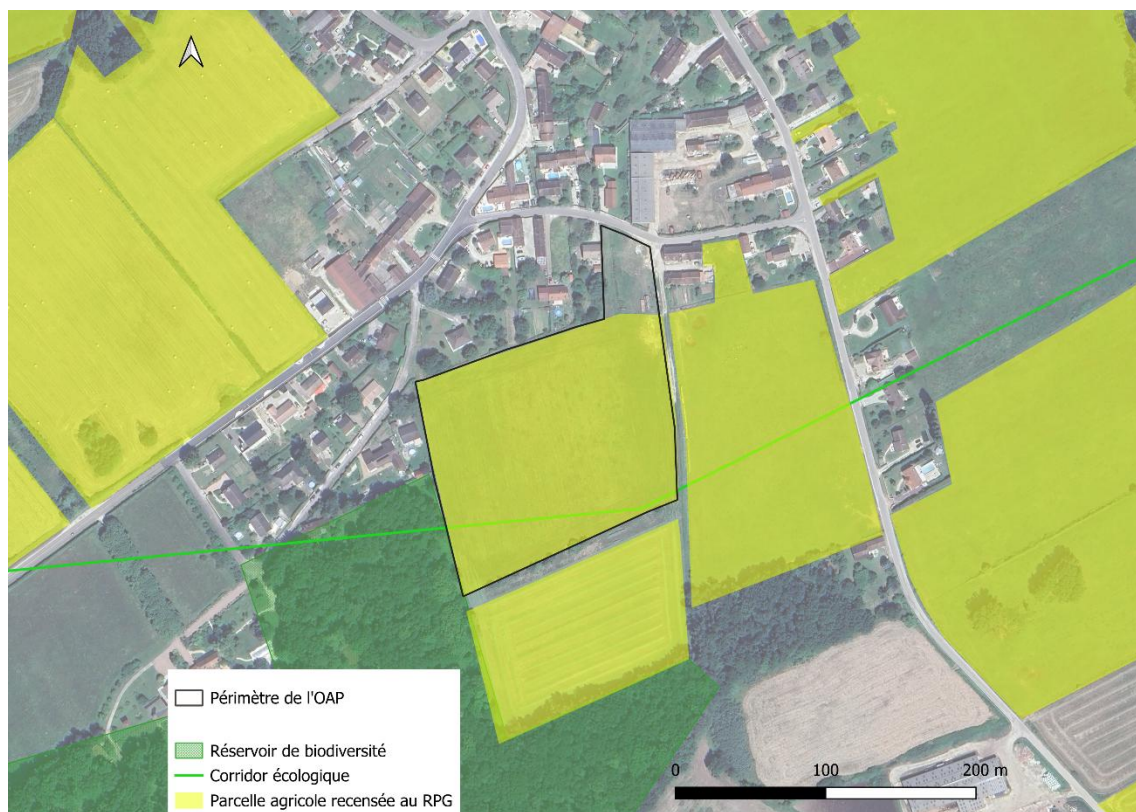 Périmètre de l'OAP
Réservoir de biodiversité
Corridor écologique
Parcelle agricole recensée au RPG
0 100 200 m